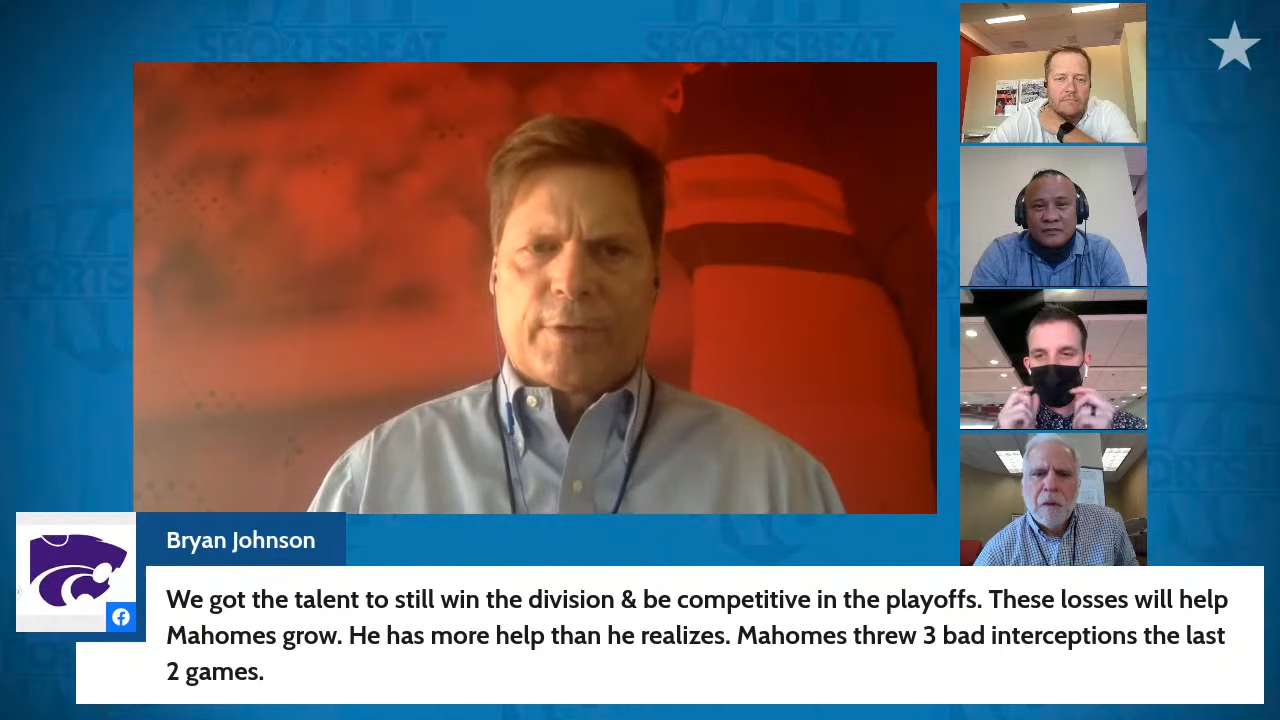 SPORTSBEAT
SPORTSBEAT
Bryan Johnson
We got the talent to still win the division & be competitive in the playoffs. These losses will help
Mahomes grow. He has more help than he realizes. Mahomes threw 3 bad interceptions the last
2 games.